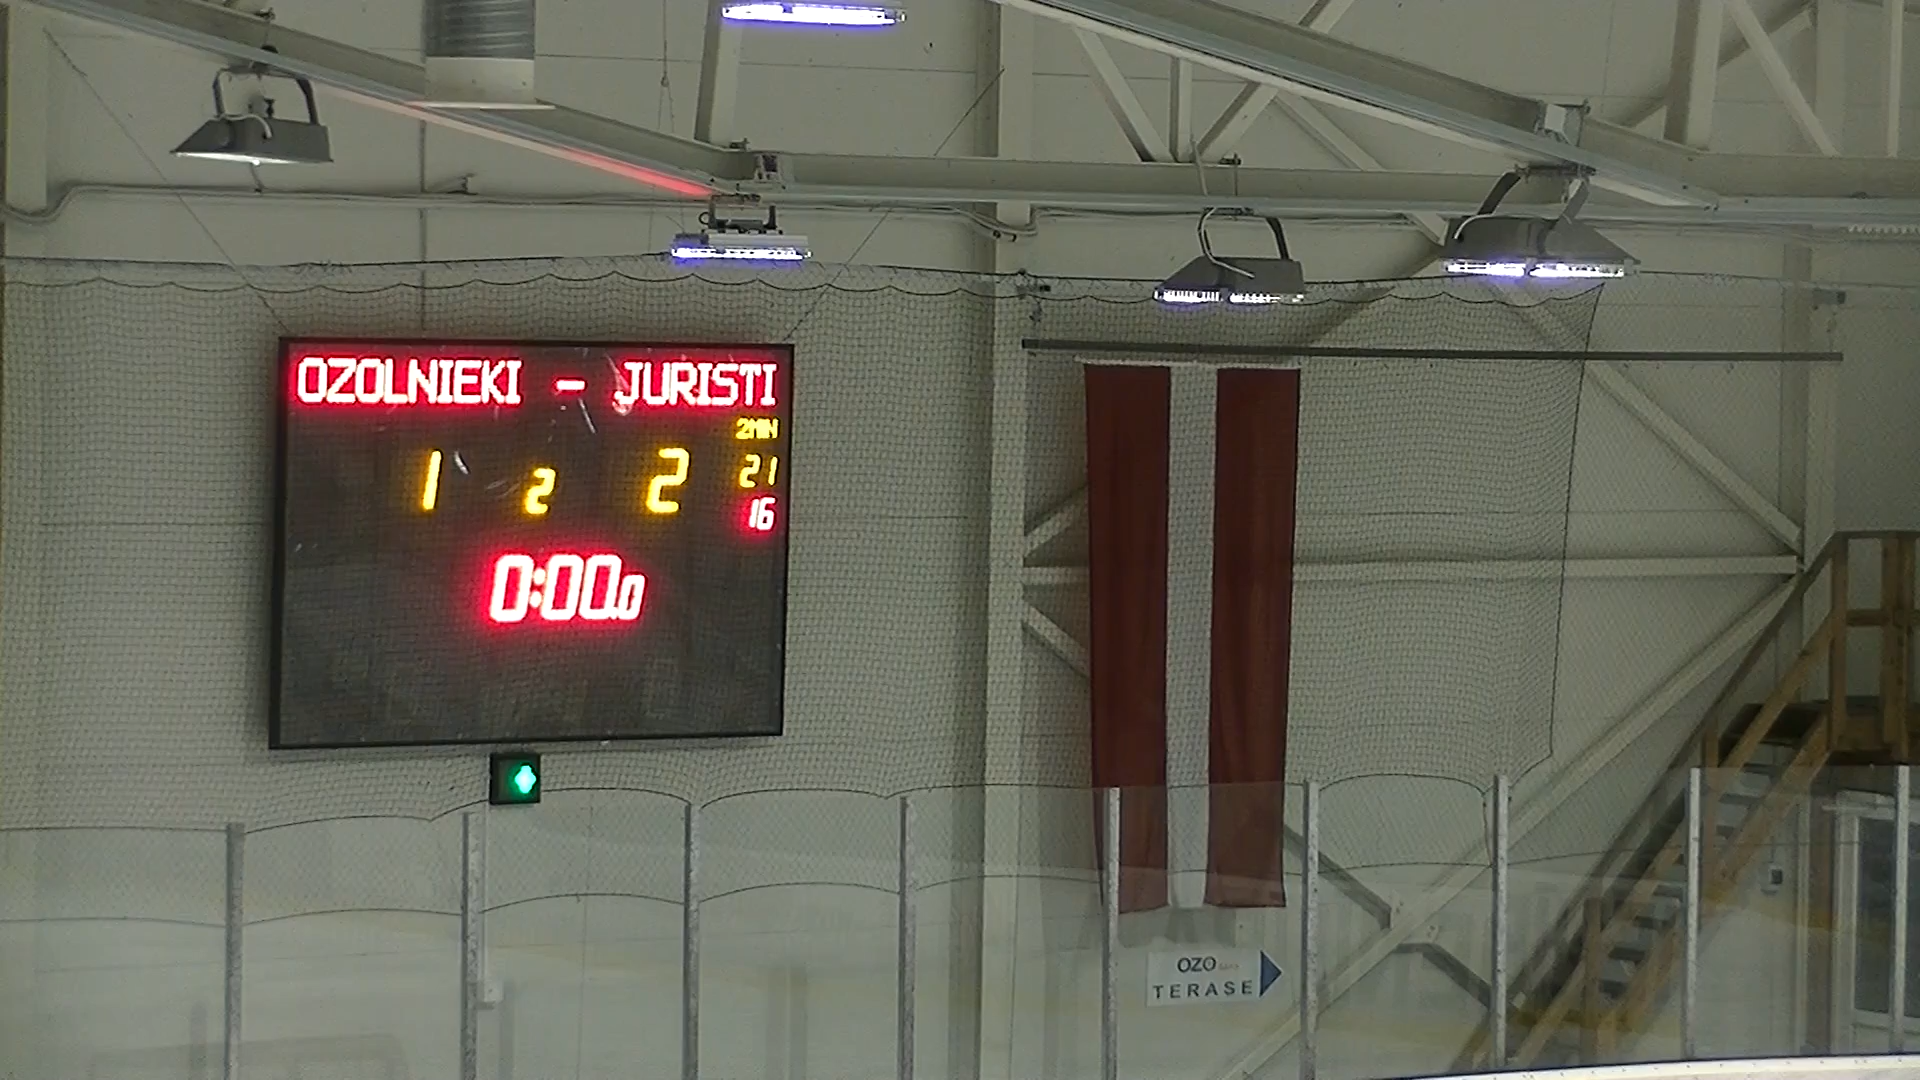 OZOLNIEKI - JURISTI
2MIN
1 2 2 21
16
0:00.0
OZO
TERASE